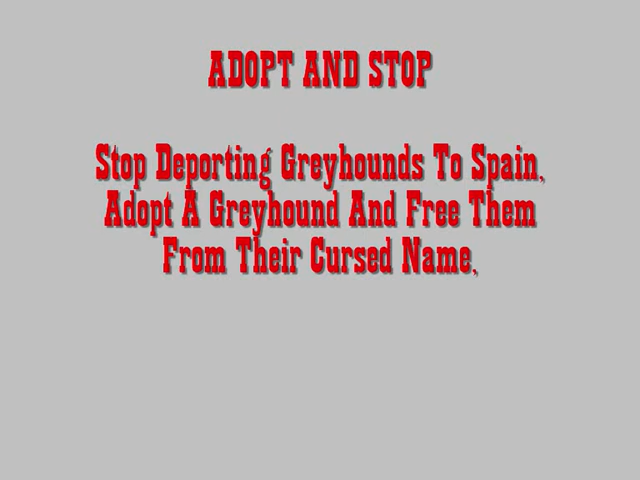 ADOPT AND STOP
Stop Deporting Greyhounds To Spain.
Adopt A Greyhound And Free Them
From Their Cursed Name.